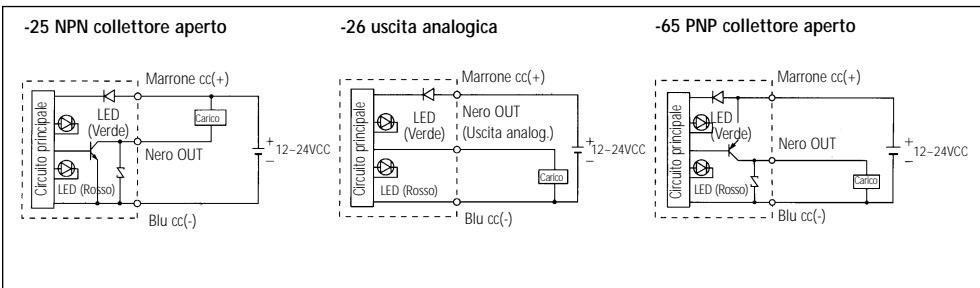 -25 NPN collettore aperto
Marrone cc(+)
Circuito principale
LED
(Verde)
Carico
Nero OUT
+
12~24VCC
−
LED (Rosso)
Blu cc(-)
-26 uscita analogica
Marrone cc(+)
Circuito principale
LED
(Verde)
Nero OUT
(Uscita analog.)
+
12~24VCC
−
LED (Rosso)
Carico
Blu cc(-)
-65 PNP collettore aperto
Marrone cc(+)
Circuito principale
LED
(Verde)
Nero OUT
+
12~24VCC
−
LED (Rosso)
Carico
Blu cc(-)